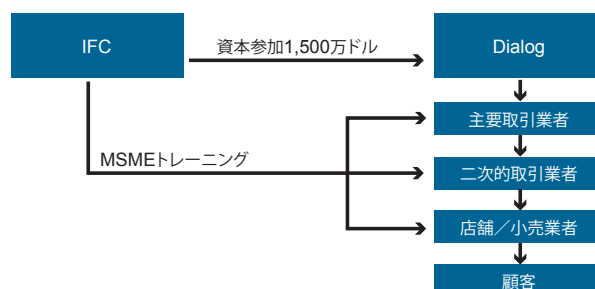 IFC
資本参加1,500万ドル
Dialog
主要取引業者
MSMEトレーニング
二次的取引業者
店舗／小売業者
顧客